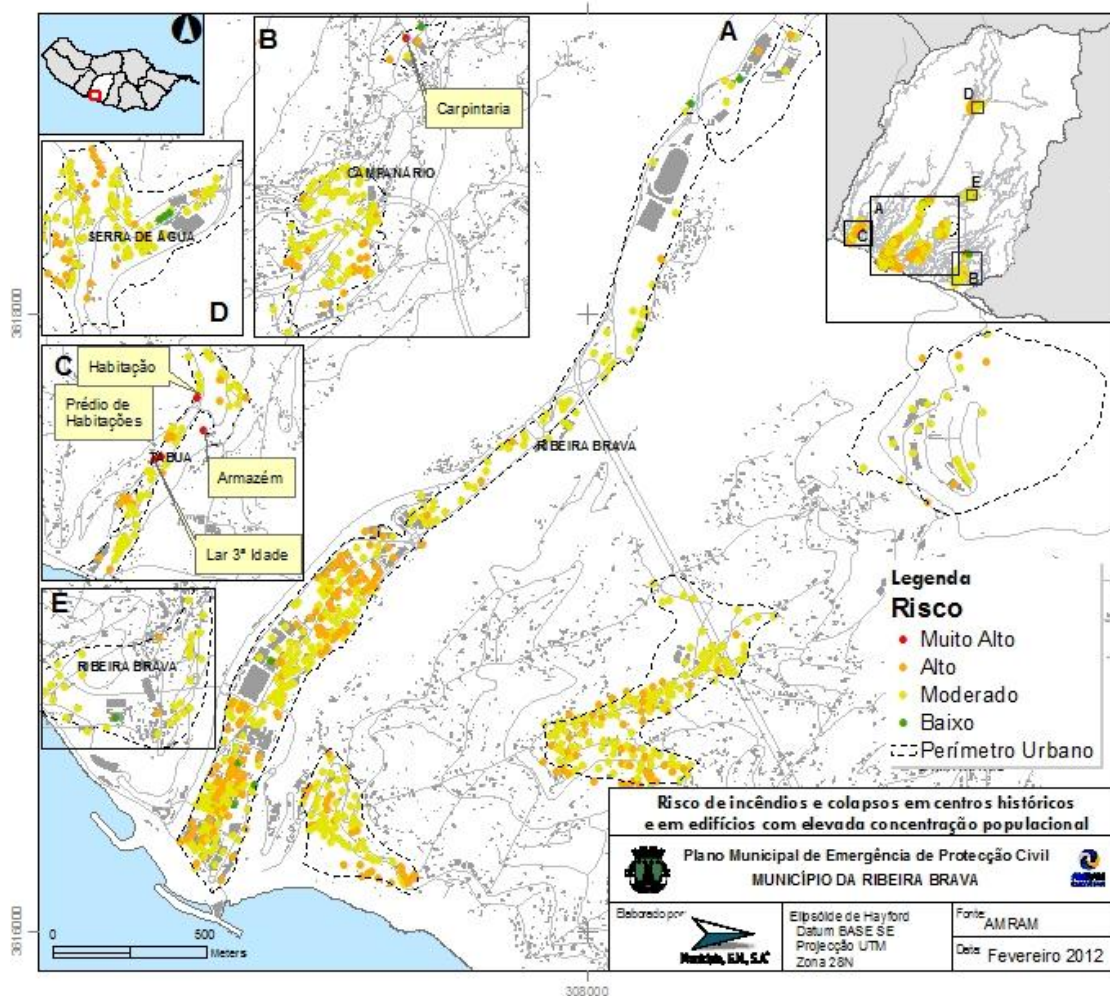 B
Carpintaria
CAMPANÁRIO
A
D
E
A
C
B
SERRA DE ÁGUA
D
3618000
C
Habitação
Prédio de
Habitações
TABUA
Armazém
Lar 3ª Idade
RIBEIRA BRAVA
E
RIBEIRA BRAVA
Legenda
Risco
Muito Alto
Alto
Moderado
Baixo
Perímetro Urbano
Risco de incêndios e colapsos em centros históricos
e em edifícios com elevada concentração populacional
Plano Municipal de Emergência de Protecção Civil
MUNICÍPIO DA RIBEIRA BRAVA
AMRAM
Elaborado por
Município, E.M., S.A.
Elipsóide de Hayford
Datum BASE SE
Projecção UTM
Zona 28N
Fonte: AMRAM
Data: Fevereiro 2012
3616000
0 500
Meters
308000